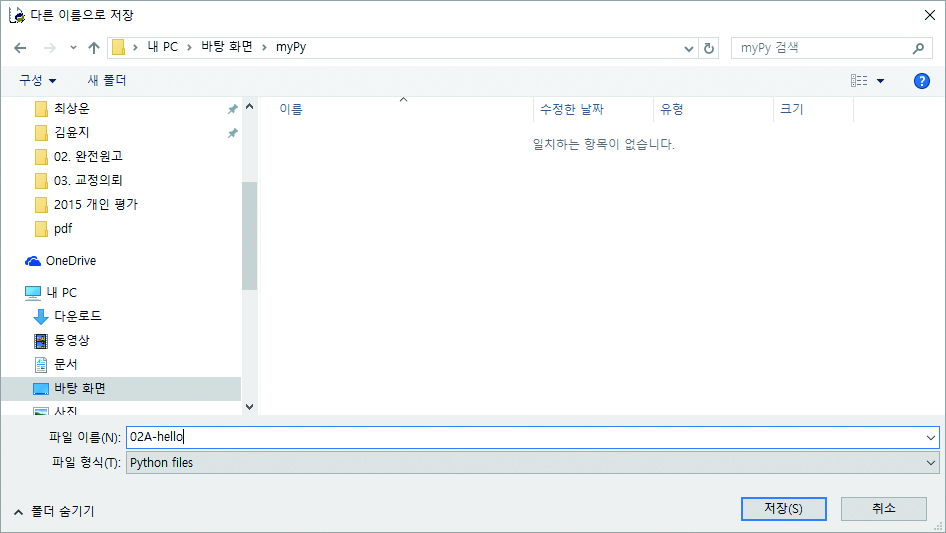 다른 이름으로 저장
내 PC > 바탕 화면 > myPy
myPy 검색
구성
새 폴더
?
최상운
김윤지
02. 완전원고
03. 교정의뢰
2015 개인 평가
pdf
OneDrive
내 PC
다운로드
동영상
문서
바탕 화면
사진
이름
수정한 날짜
유형
크기
일치하는 항목이 없습니다.
파일 이름(N):
02A-hello
파일 형식(T):
Python files
폴더 숨기기
저장(S)
취소